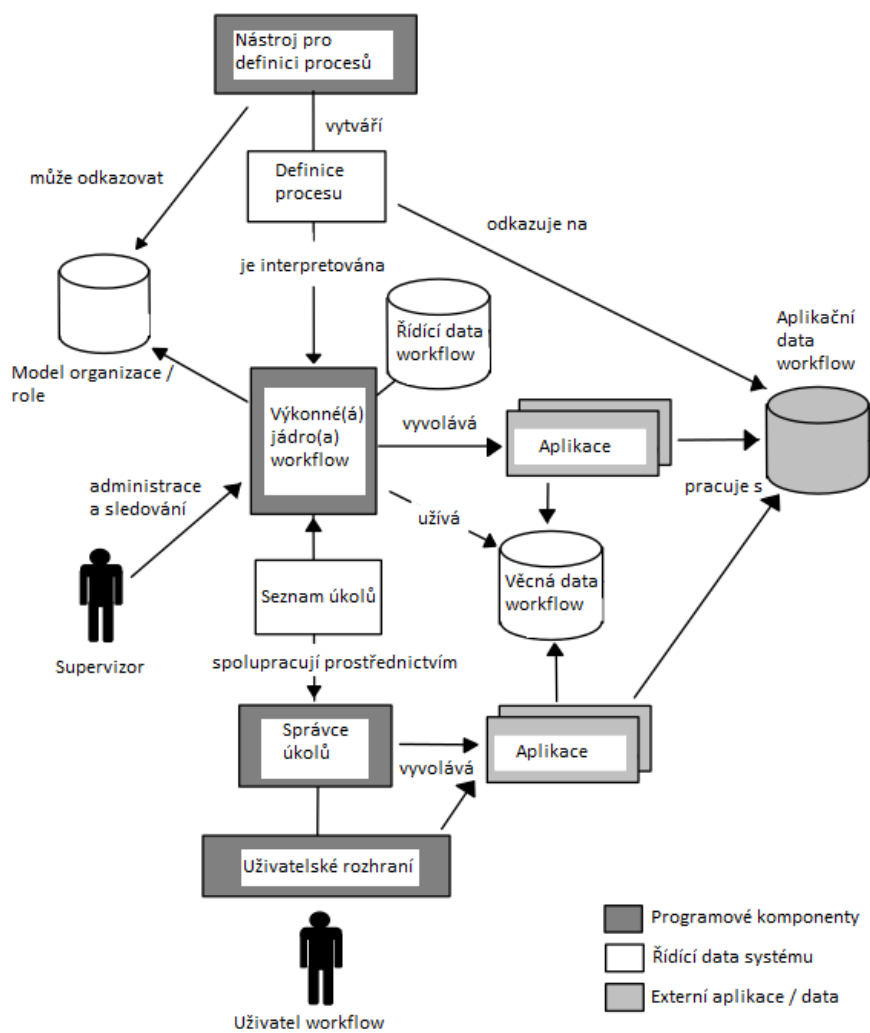 Nástroj pro
definici procesů
vytváří
Definice
procesu
může odkazovat
odkazuje na
je interpretována
Řídící data
workflow
Aplikační
data
workflow
Model organizace /
role
Výkonné(á)
jádro(a)
workflow
vyvolává
Aplikace
administrace
a sledování
pracuje s
užívá
Věcná data
workflow
Seznam úkolů
Supervizor
spolupracují prostřednictvím
Správce
úkolů
vyvolává
Aplikace
Uživatelské rozhraní
Programové komponenty
Řídící data systému
Externí aplikace / data
Uživatel workflow